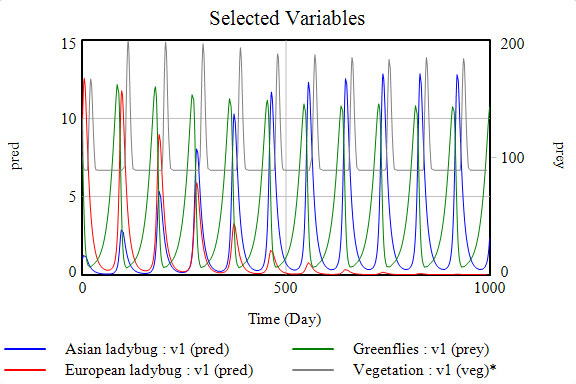 Selected Variables
15
10
5
0
pred
200
100
0
prey
0
500
1000
Time (Day)
Asian ladybug : v1 (pred)
European ladybug : v1 (pred)
Greenflies : v1 (prey)
Vegetation : v1 (veg)*